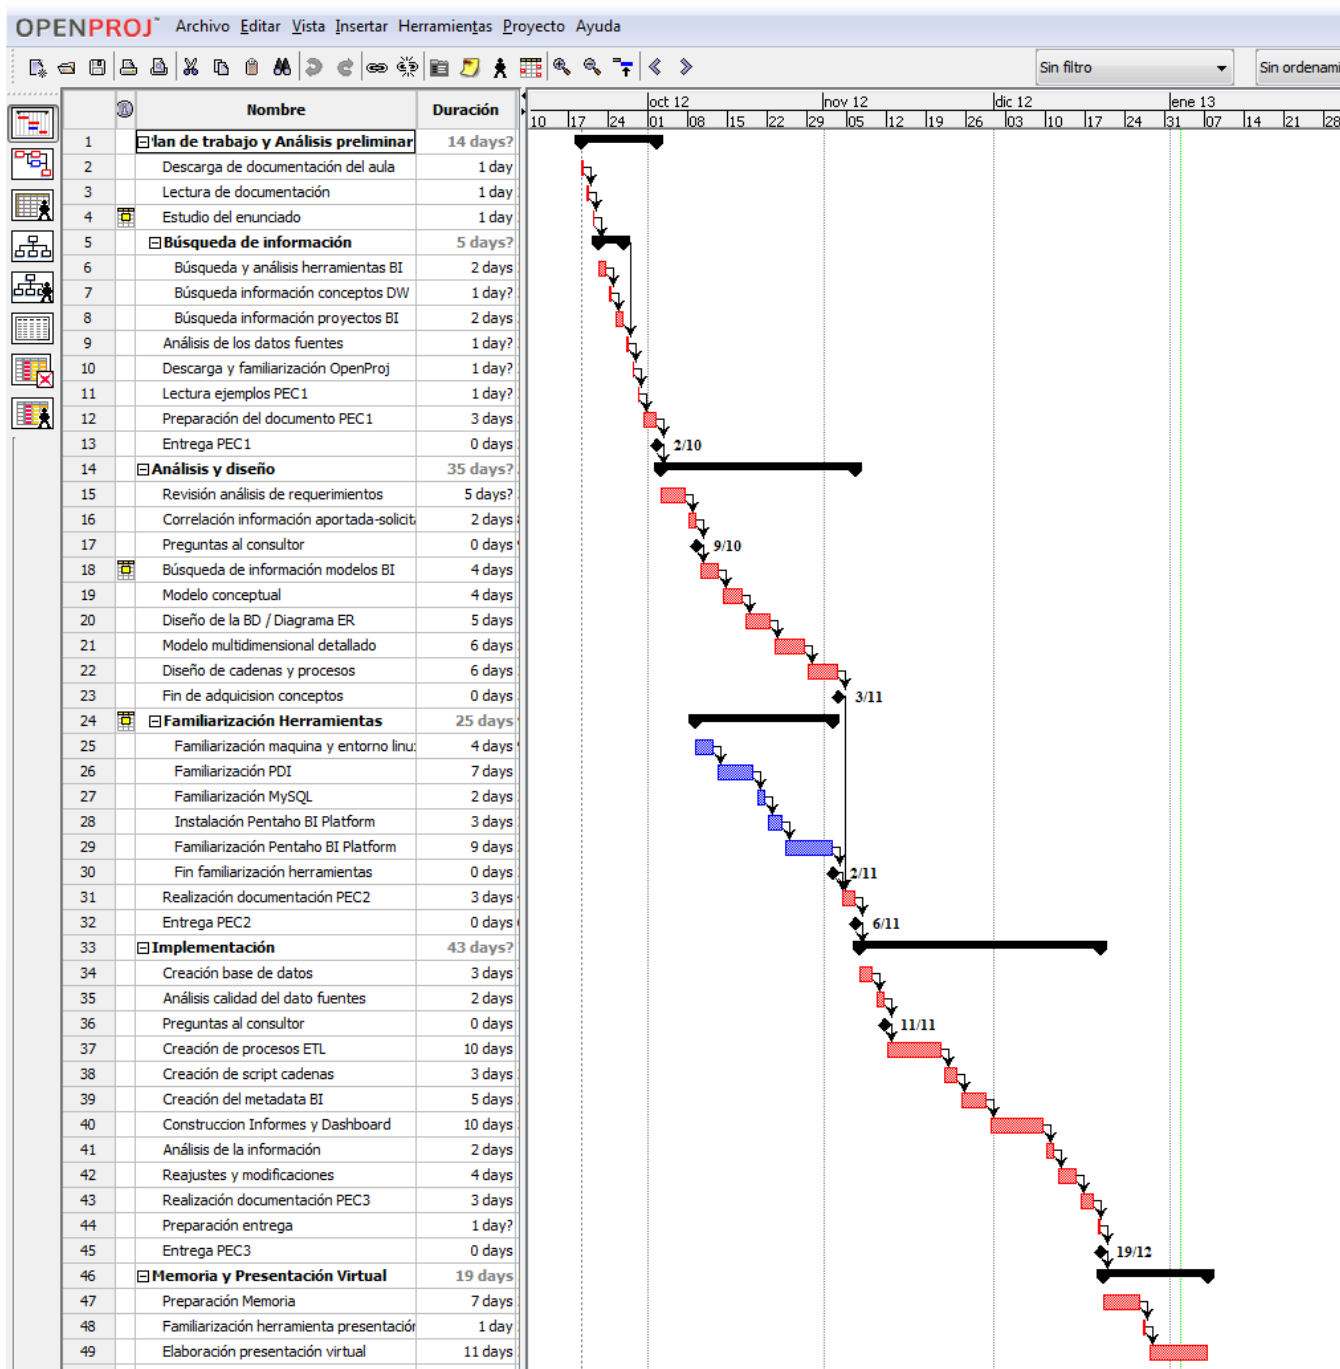 OPENPROJ™ Archivo Editar Vista Insertar Herramientas Proyecto Ayuda
Sin filtro Sin ordenami
Nombre Duración
oct 12 nov 12 dic 12 ene 13
10 17 24 01 08 15 22 29 05 12 19 26 03 10 17 24 31 07 14 21 28
1 lan de trabajo y Análisis preliminar 14 days?
2 Descarga de documentación del aula 1 day
3 Lectura de documentación 1 day
4 Estudio del enunciado 1 day
5 Búsqueda de información 5 days?
6 Búsqueda y análisis herramientas BI 2 days
7 Búsqueda información conceptos DW 1 day?
8 Búsqueda información proyectos BI 2 days
9 Análisis de los datos fuentes 1 day?
10 Descarga y familiarización OpenProj 1 day?
11 Lectura ejemplos PEC1 1 day?
12 Preparación del documento PEC1 3 days
13 Entrega PEC1 0 days 2/10
14 Análisis y diseño 35 days?
15 Revisión análisis de requerimientos 5 days?
16 Correlación información aportada-solicit 2 days
17 Preguntas al consultor 0 days 9/10
18 Búsqueda de información modelos BI 4 days
19 Modelo conceptual 4 days
20 Diseño de la BD / Diagrama ER 5 days
21 Modelo multidimensional detallado 6 days
22 Diseño de cadenas y procesos 6 days
23 Fin de adquicision conceptos 0 days 3/11
24 Familiarización Herramientas 25 days
25 Familiarización maquina y entorno linu 4 days
26 Familiarización PDI 7 days
27 Familiarización MySQL 2 days
28 Instalación Pentaho BI Platform 3 days
29 Familiarización Pentaho BI Platform 9 days
30 Fin familiarización herramientas 0 days 2/11
31 Realización documentación PEC2 3 days
32 Entrega PEC2 0 days 6/11
33 Implementación 43 days?
34 Creación base de datos 3 days
35 Análisis calidad del dato fuentes 2 days
36 Preguntas al consultor 0 days 11/11
37 Creación de procesos ETL 10 days
38 Creación de script cadenas 3 days
39 Creación del metadata BI 5 days
40 Construccion Informes y Dashboard 10 days
41 Análisis de la información 2 days
42 Reajustes y modificaciones 4 days
43 Realización documentación PEC3 3 days
44 Preparación entrega 1 day?
45 Entrega PEC3 0 days 19/12
46 Memoria y Presentación Virtual 19 days
47 Preparación Memoria 7 days
48 Familiarización herramienta presentación 1 day
49 Elaboración presentación virtual 11 days